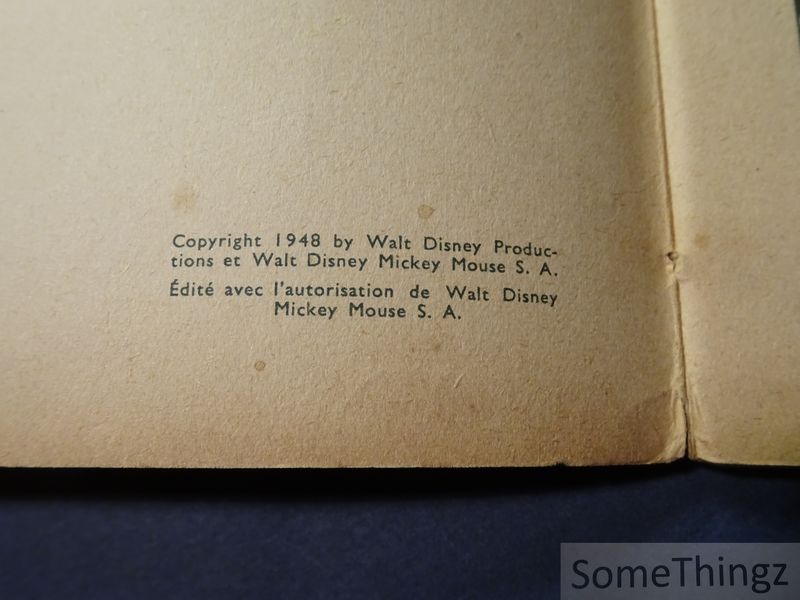 Copyright 1948 by Walt Disney Produc-
tions et Walt Disney Mickey Mouse S. A.
Édité avec l'autorisation de Walt Disney
Mickey Mouse S. A.
SomeThingz